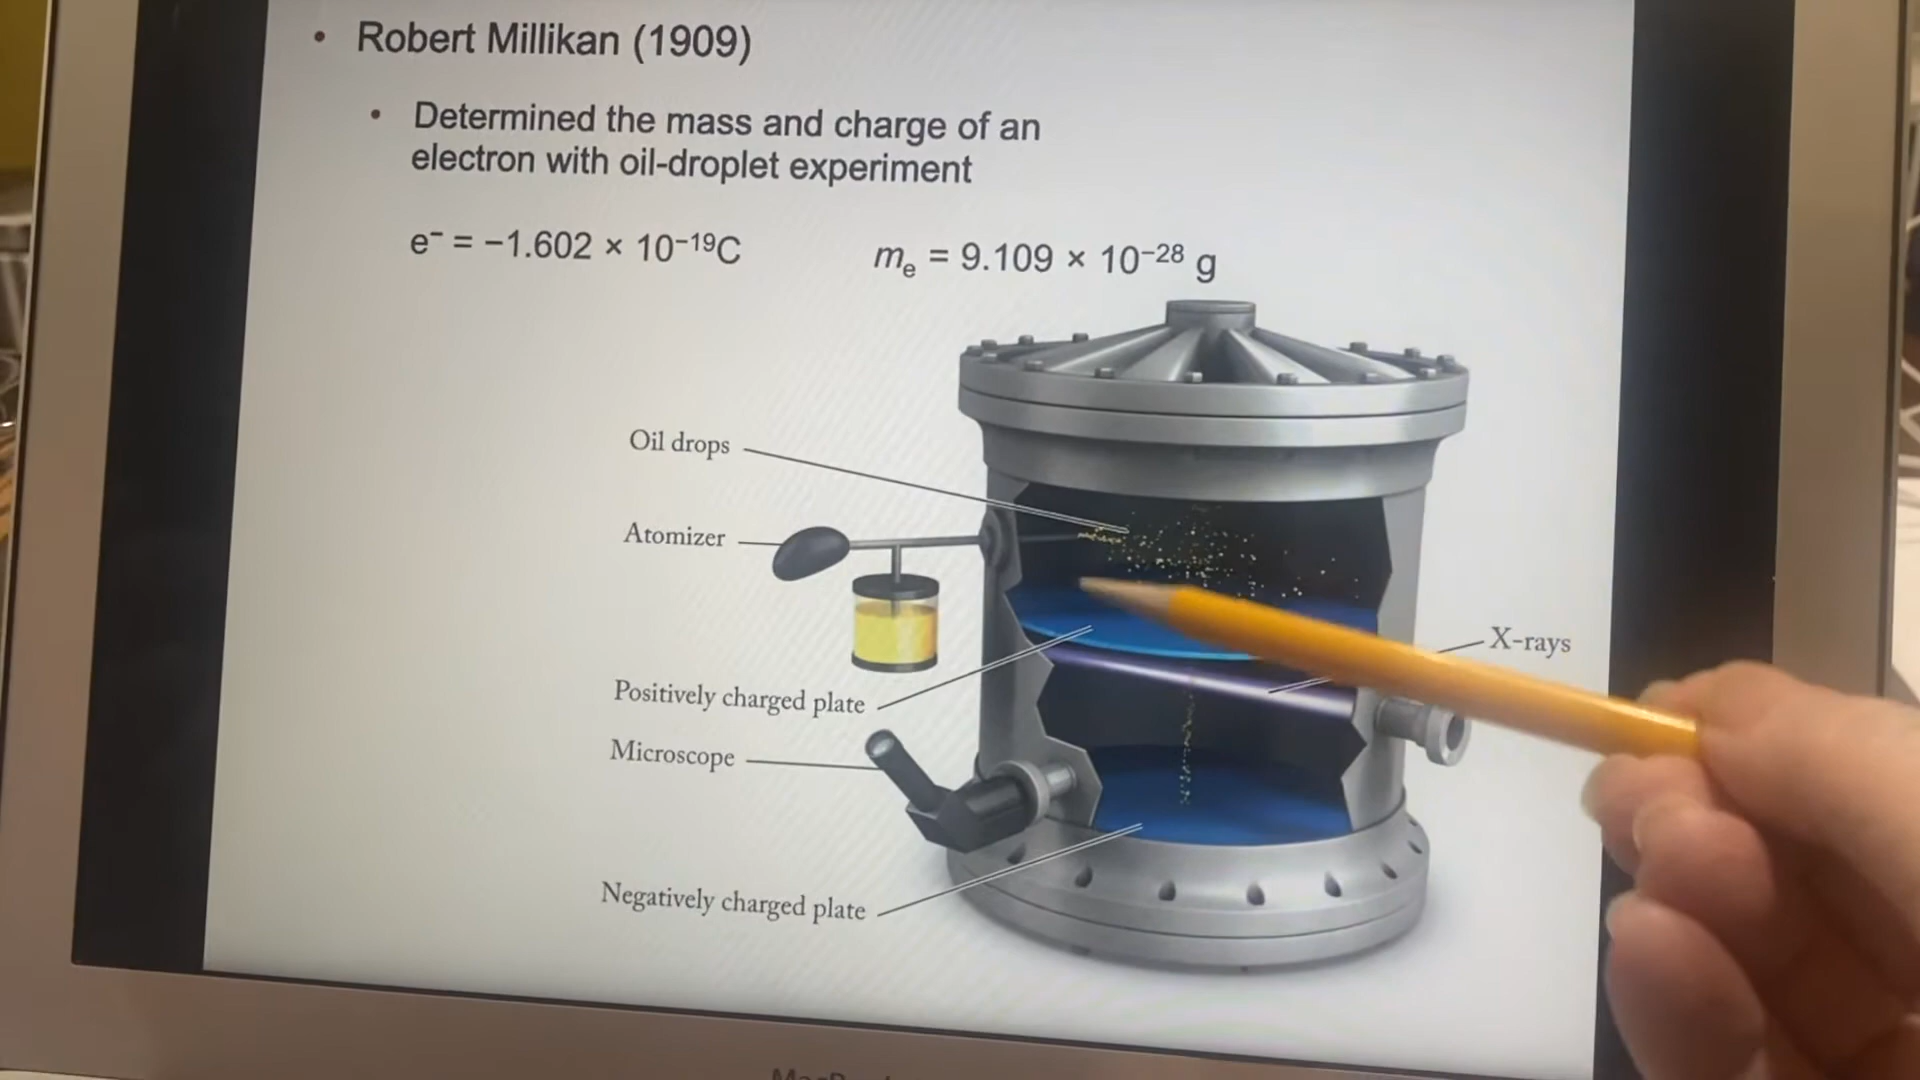 • Robert Millikan (1909)
• Determined the mass and charge of an
electron with oil-droplet experiment
e⁻ = −1.602 × 10⁻¹⁹C
mₑ = 9.109 × 10⁻²⁸ g
Oil drops
Atomizer
X-rays
Positively charged plate
Microscope
Negatively charged plate